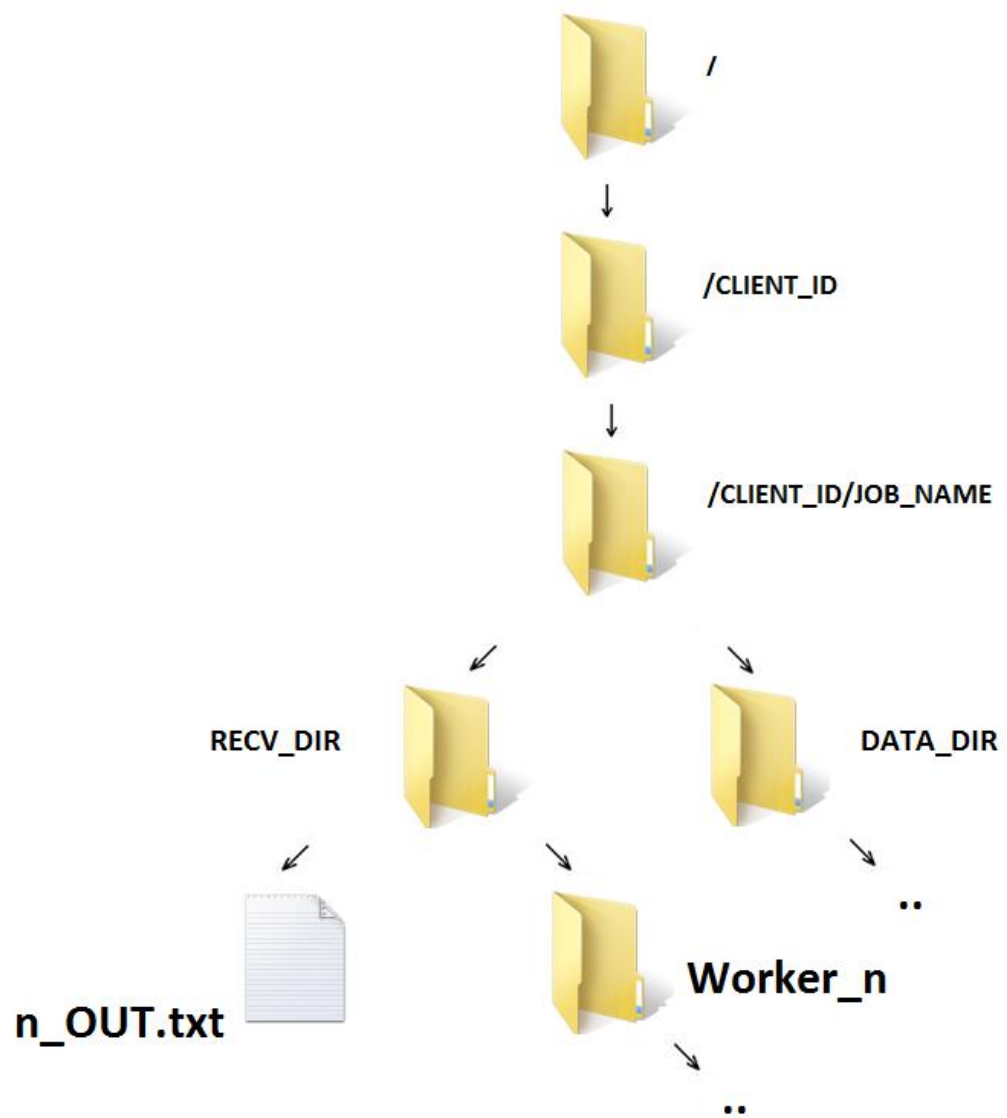 /
/CLIENT_ID
/CLIENT_ID/JOB_NAME
RECV_DIR
DATA_DIR
..
Worker_n
n_OUT.txt
..